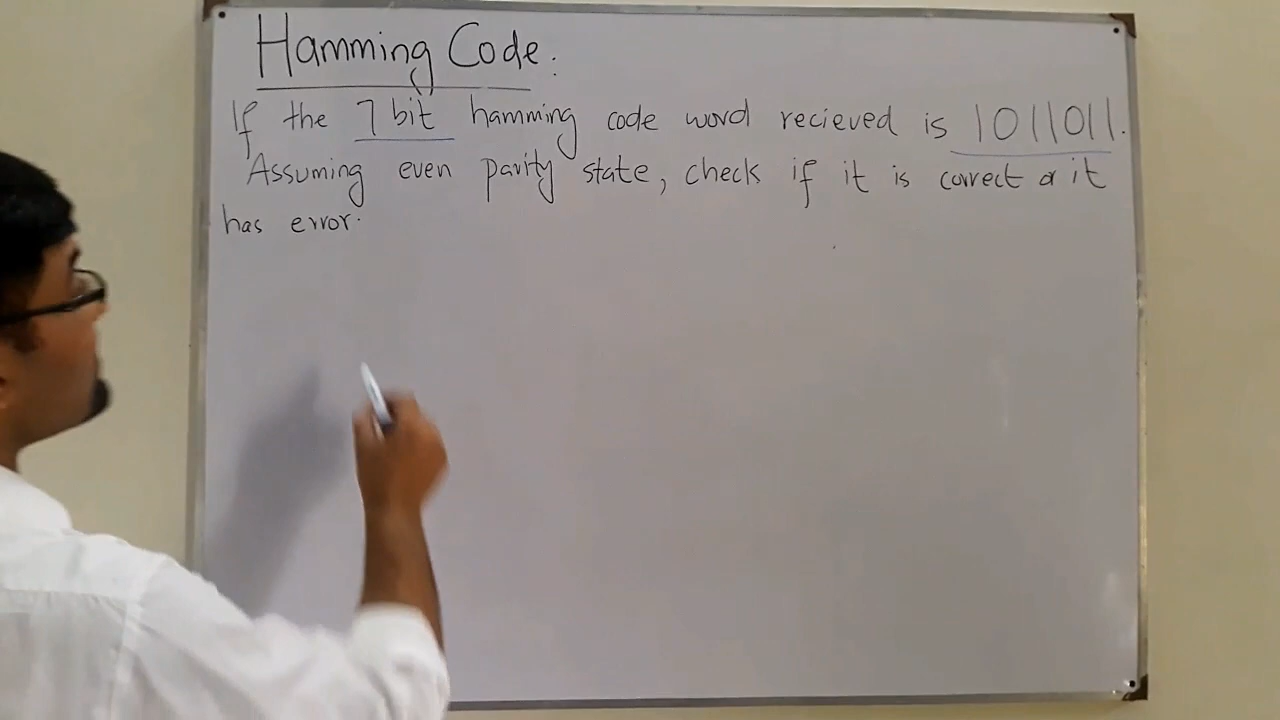 Hamming Code.
If the 7 bit hamming code word recieved is 1011011.
Assuming even parity state, check if it is correct or it
has error.